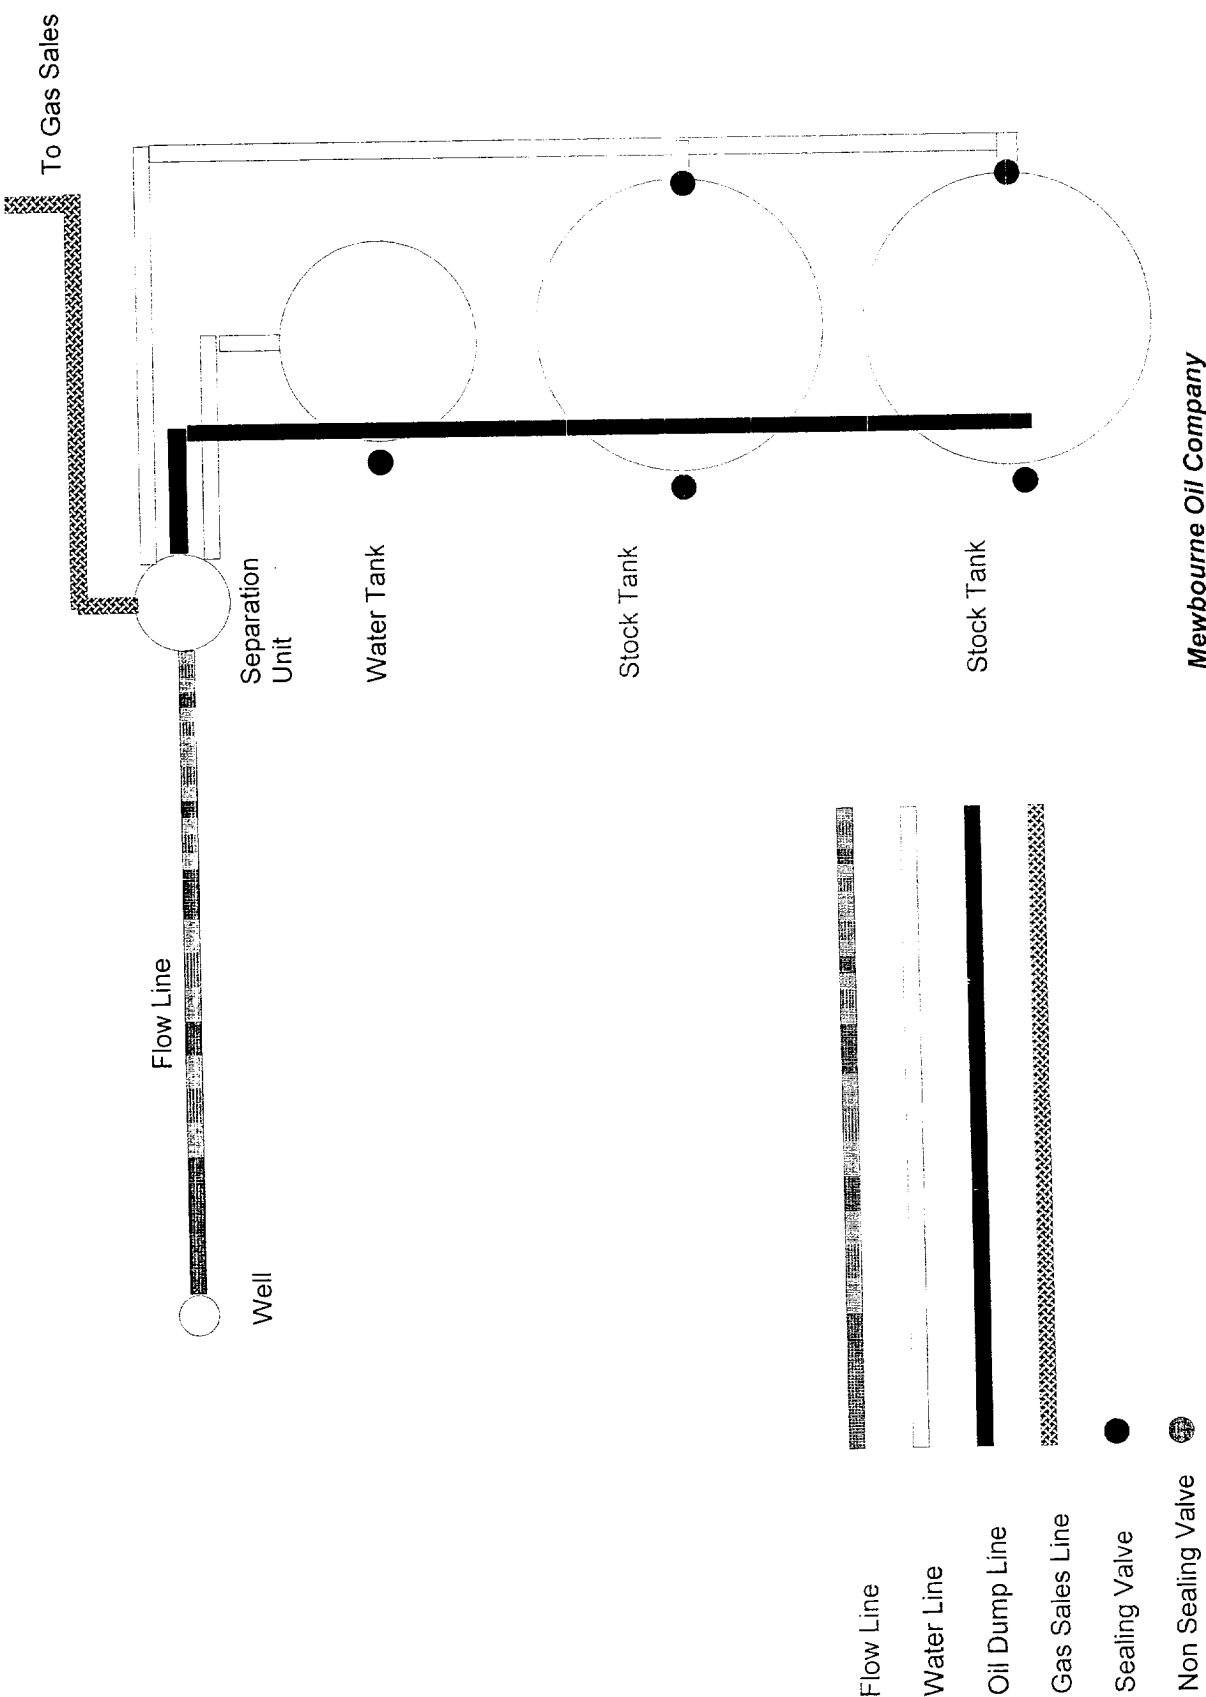 To Gas Sales
Flow Line
Well
Separation
Unit
Water Tank
Stock Tank
Stock Tank
Flow Line
Water Line
Oil Dump Line
Gas Sales Line
Sealing Valve
Non Sealing Valve
Mewbourne Oil Company